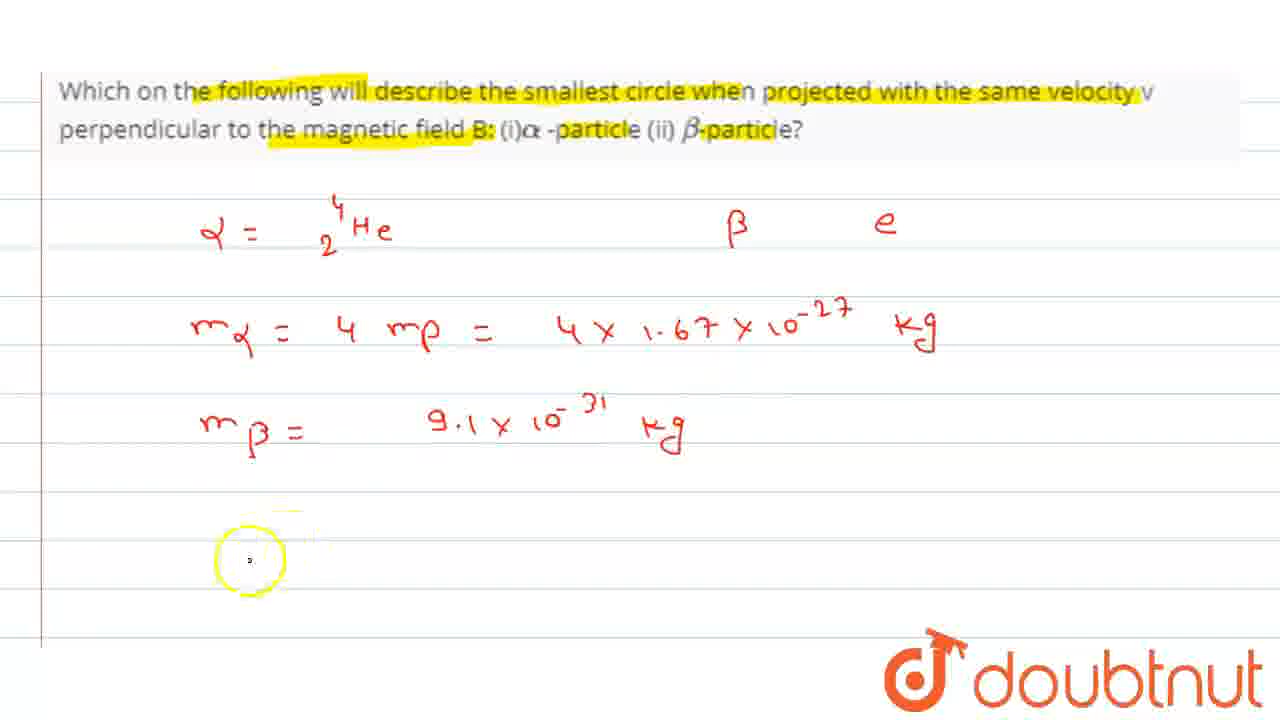 Which on the following will describe the smallest circle when projected with the same velocity v
perpendicular to the magnetic field B: (i)α -particle (ii) β-particle?
α = ⁴₂He β e
mα = 4 mp = 4 × 1.67 × 10⁻²⁷ kg
mβ = 9.1 × 10⁻³¹ kg
doubtnut